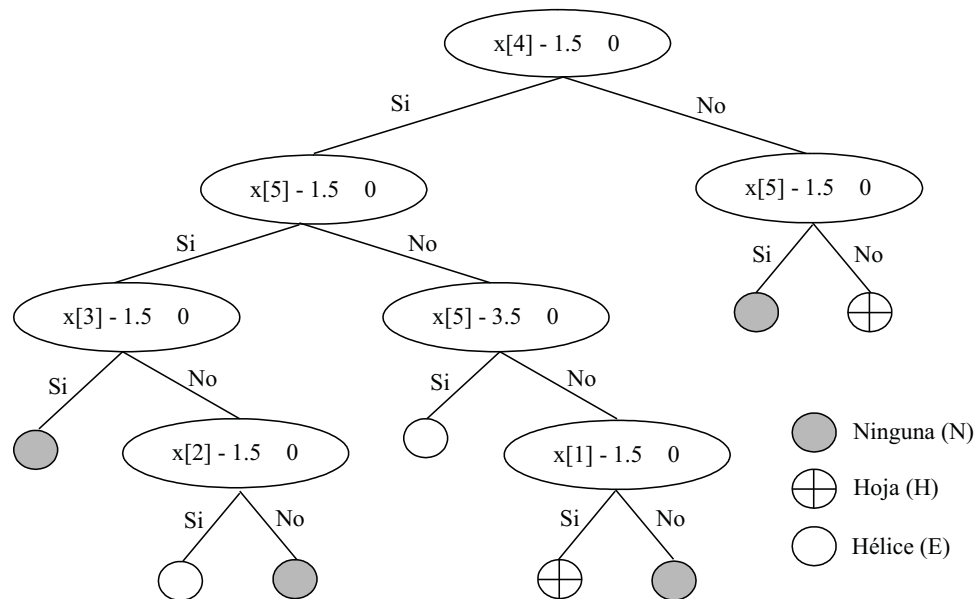 x[4] - 1.5 0
Si
No
x[5] - 1.5 0
x[5] - 1.5 0
Si
No
Si
No
x[3] - 1.5 0
x[5] - 3.5 0
Si
No
Si
No
x[2] - 1.5 0
x[1] - 1.5 0
Ninguna (N)
Hoja (H)
Si
No
Si
No
Hélice (E)